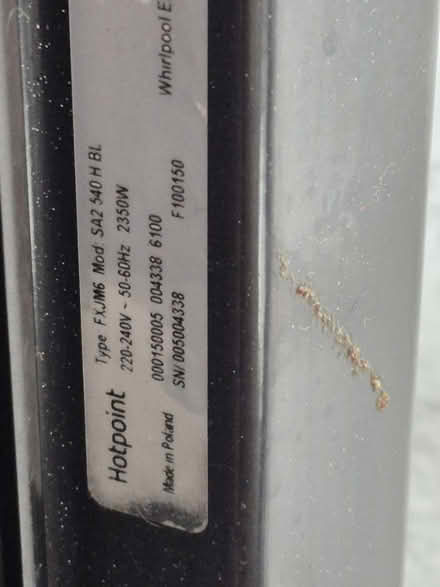 Hotpoint Type FXJM6 Mod. SA2 540 H BL
220-240V ~ 50-60Hz 2350W
000150005 004338 6100
Made in Poland SN/ 005004338 F100150
Whirlpool E